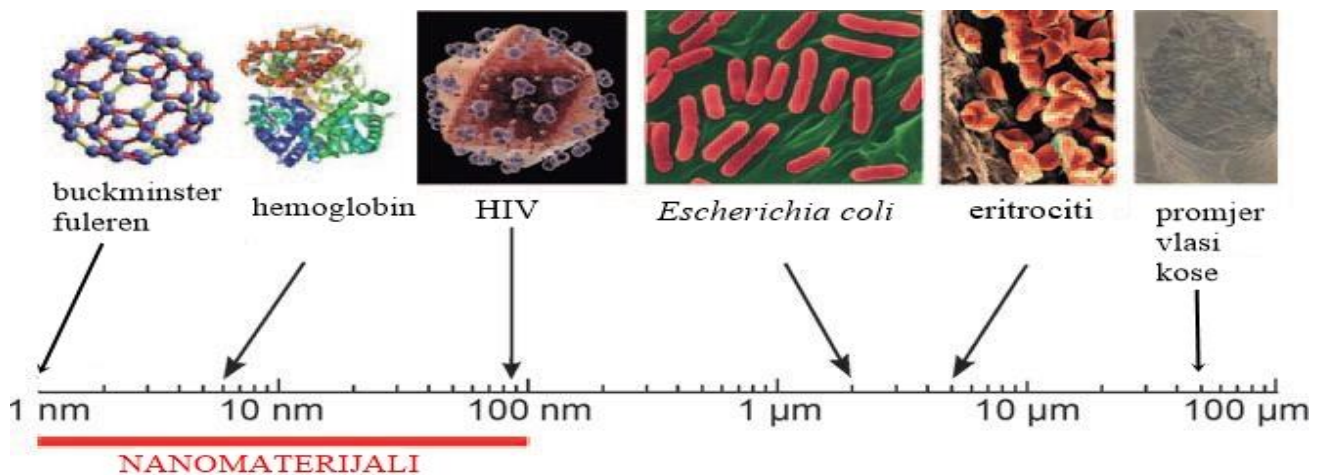 buckminster
fuleren
hemoglobin
HIV
Escherichia coli
eritrociti
promjer
vlasi
kose
1 nm
10 nm
100 nm
1 µm
10 µm
100 µm
NANOMATERIJALI